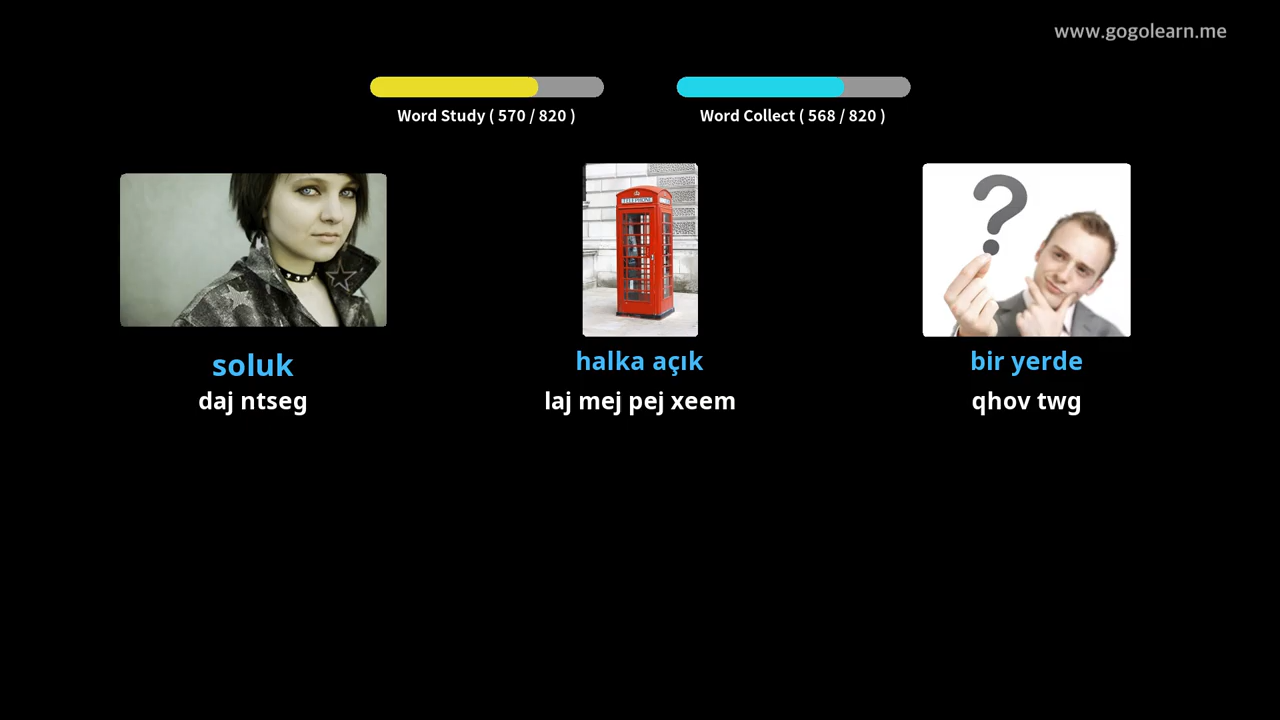 www.gogolearn.me
Word Study ( 570 / 820 )
Word Collect ( 568 / 820 )
TELEPHONE
soluk
halka açık
bir yerde
daj ntseg
laj mej pej xeem
qhov twg